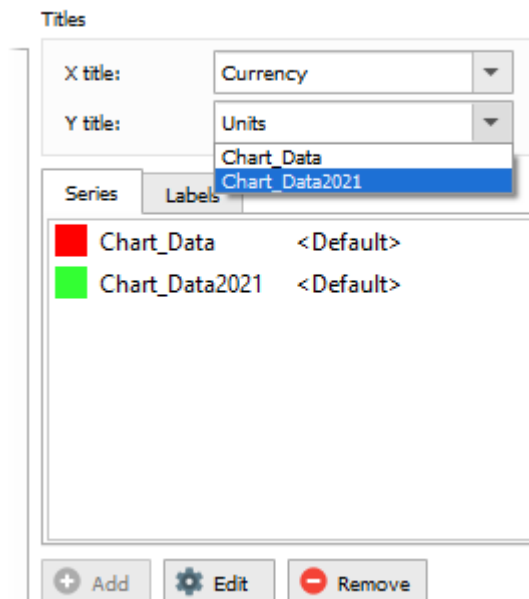 Titles
X title: Currency
Y title: Units
Chart_Data
Chart_Data2021
Series Labels
Chart_Data <Default>
Chart_Data2021 <Default>
Add Edit Remove